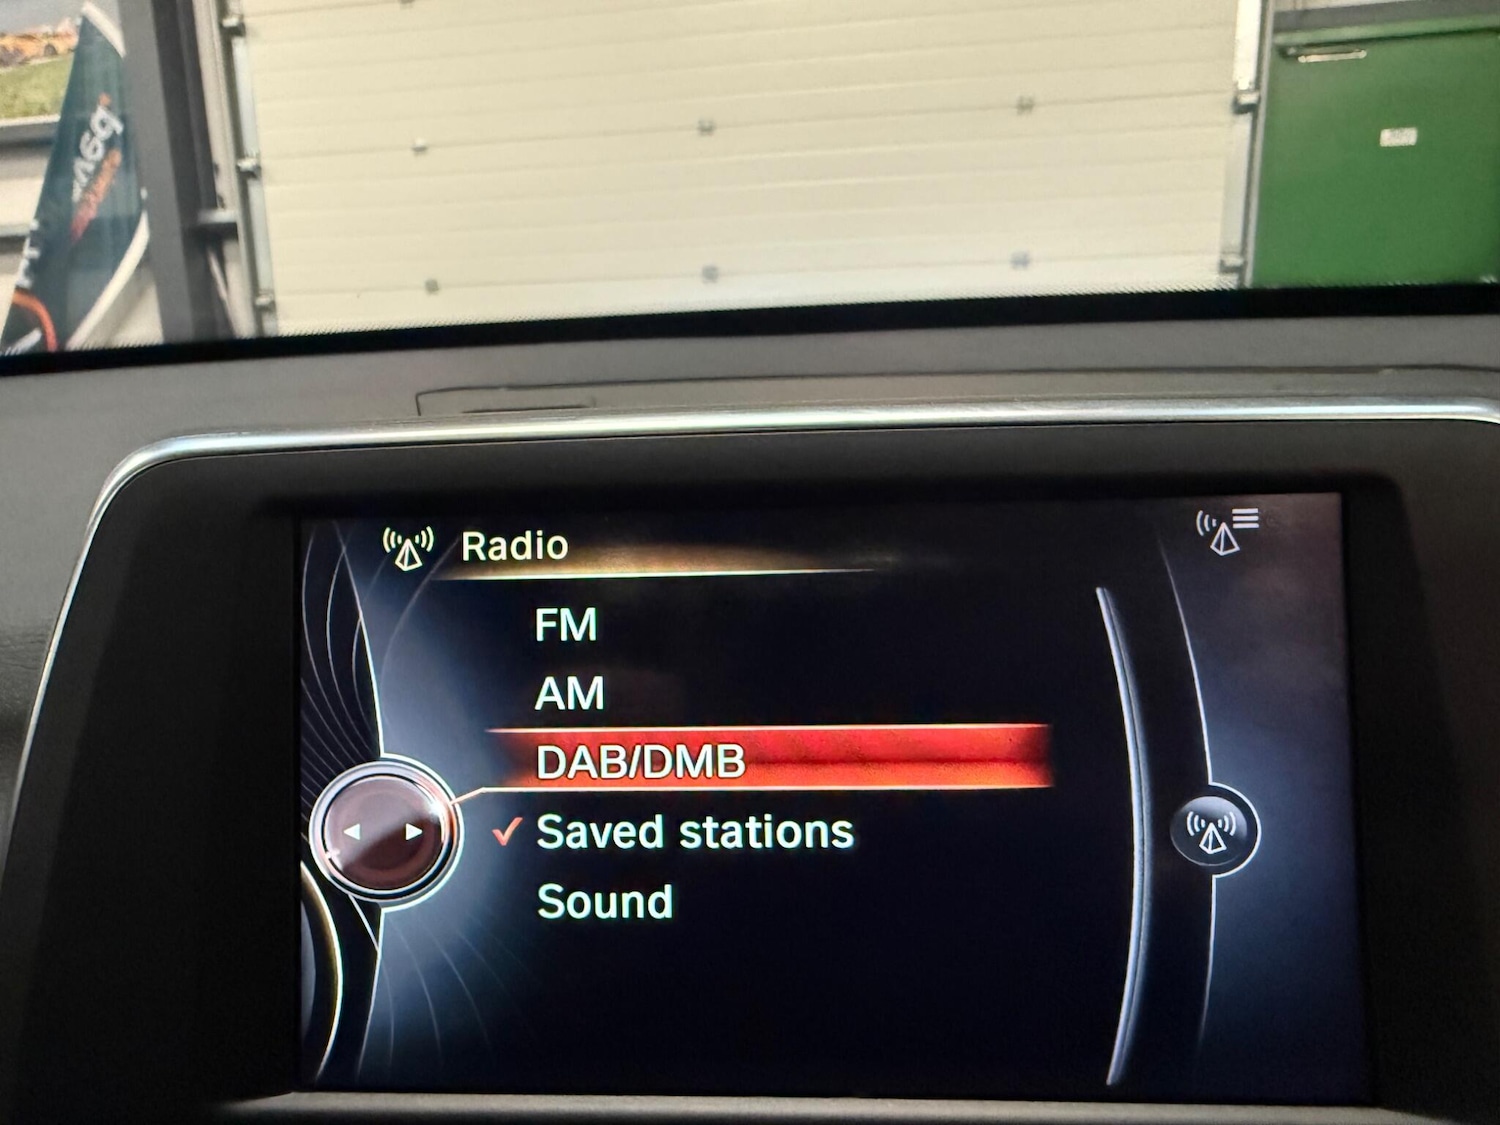 Radio
FM
AM
DAB/DMB
Saved stations
Sound